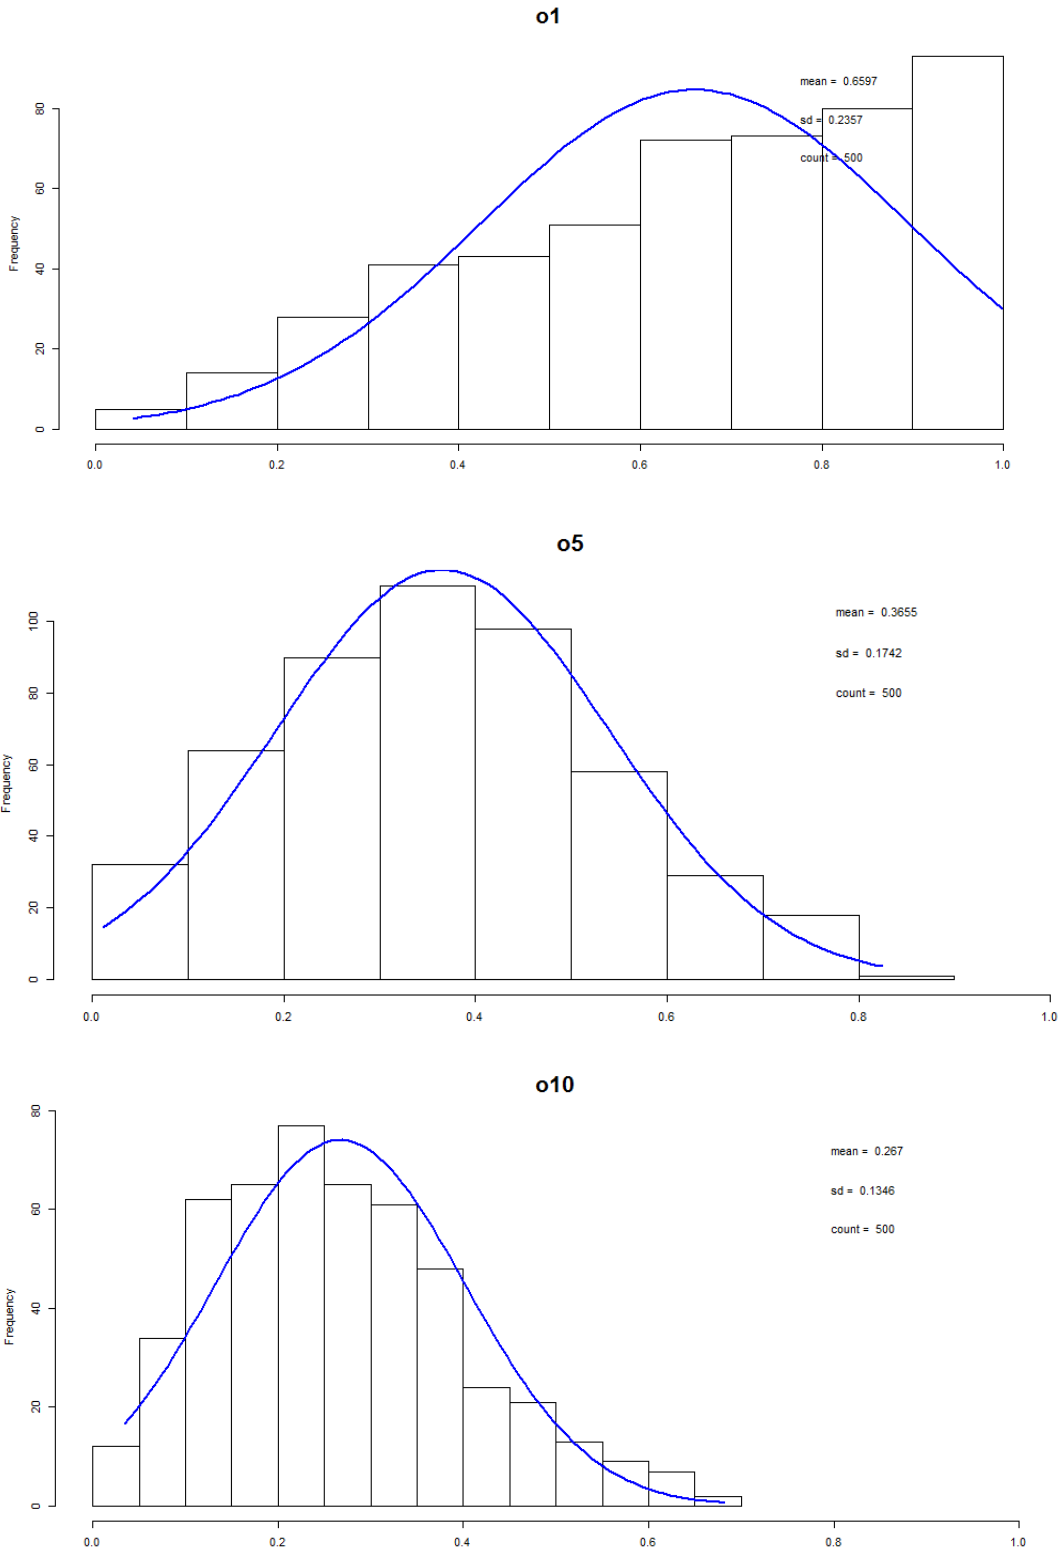 o1
mean = 0.6597
sd = 0.2357
count = 500
Frequency
0 20 40 60 80
0.0 0.2 0.4 0.6 0.8 1.0
o5
mean = 0.3655
sd = 0.1742
count = 500
Frequency
0 20 40 60 80 100
0.0 0.2 0.4 0.6 0.8 1.0
o10
mean = 0.267
sd = 0.1346
count = 500
Frequency
0 20 40 60 80
0.0 0.2 0.4 0.6 0.8 1.0